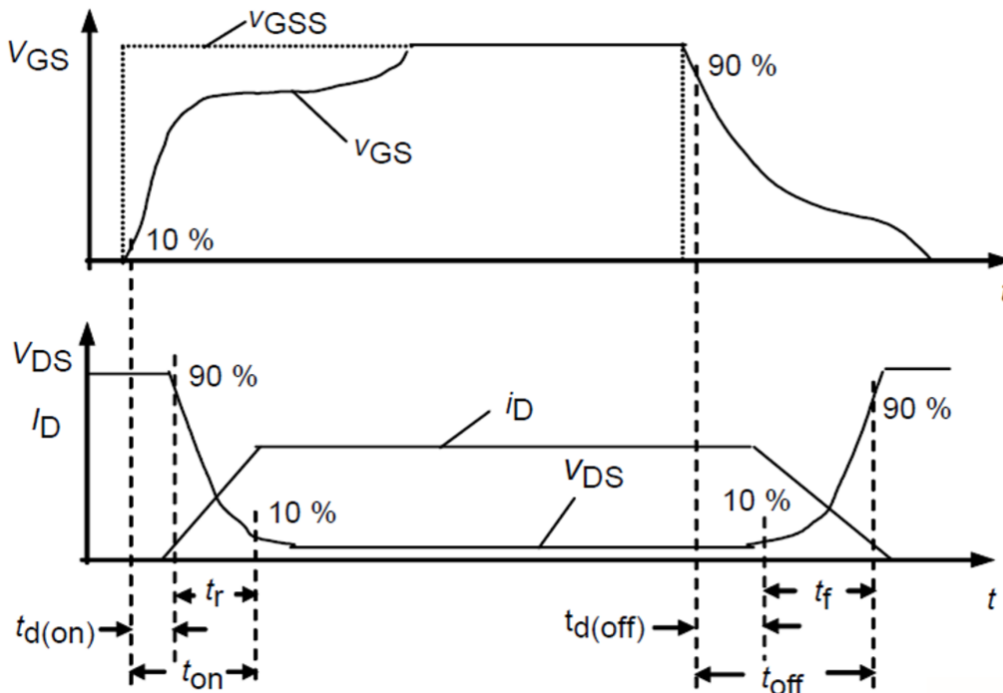 vGSS
VGS
90 %
vGS
10 %
t
VDS
90 %
ID
iD
90 %
VDS
10 %
10 %
tr
tf
t
td(on)
td(off)
ton
toff